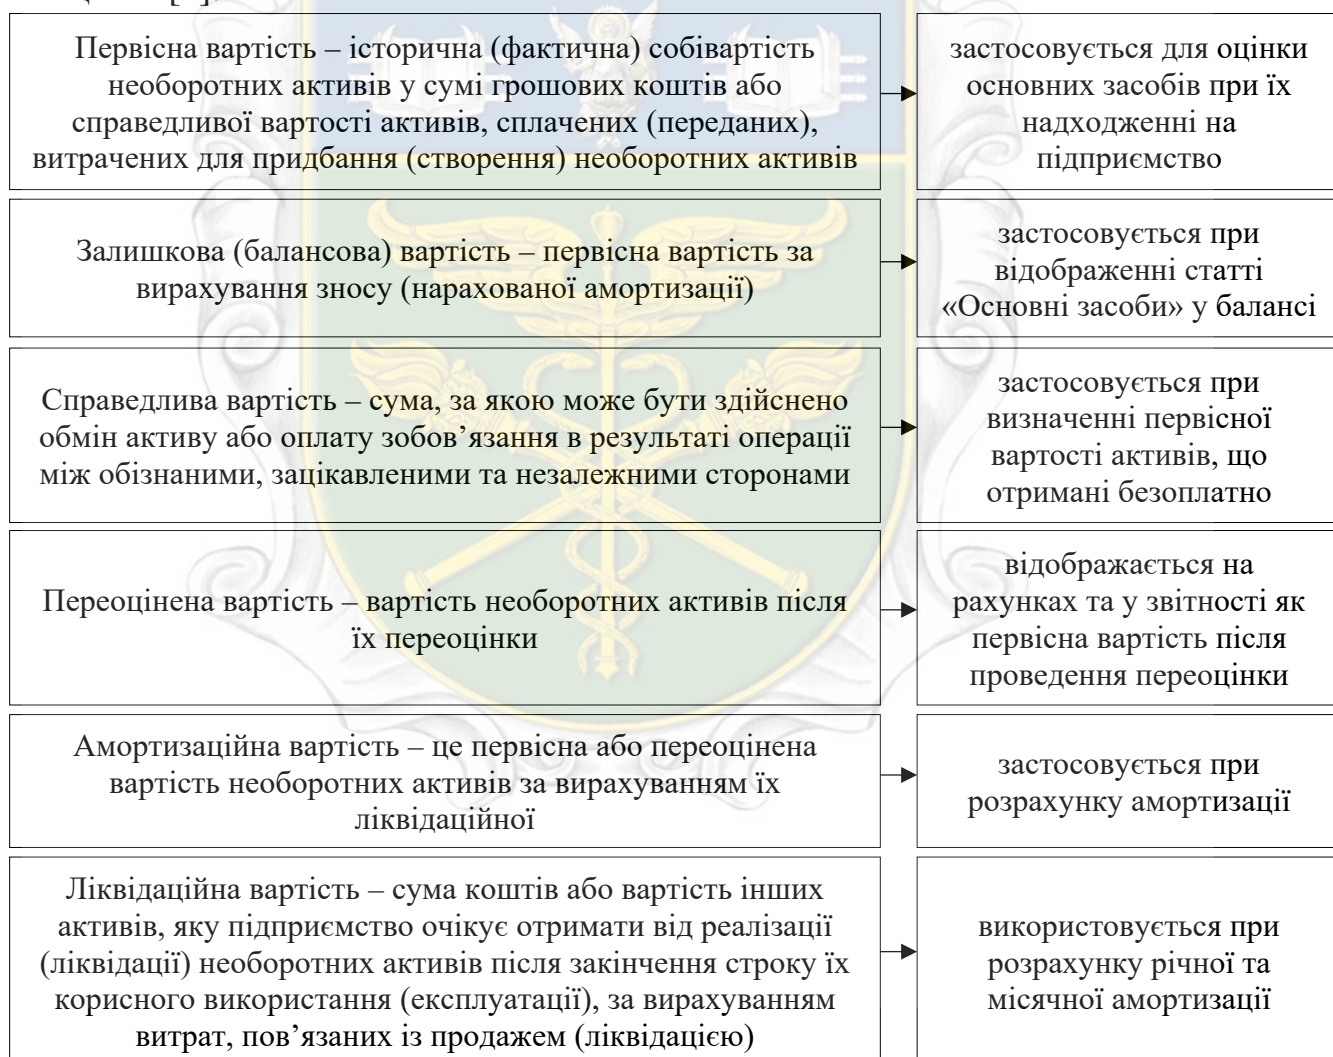 Первісна вартість – історична (фактична) собівартість
необоротних активів у сумі грошових коштів або
справедливої вартості активів, сплачених (переданих),
витрачених для придбання (створення) необоротних активів
застосовується для оцінки
основних засобів при їх
надходженні на
підприємство
Залишкова (балансова) вартість – первісна вартість за
вирахування зносу (нарахованої амортизації)
застосовується при
відображенні статті
«Основні засоби» у балансі
Справедлива вартість – сума, за якою може бути здійснено
обмін активу або оплату зобов’язання в результаті операції
між обізнаними, зацікавленими та незалежними сторонами
застосовується при
визначенні первісної
вартості активів, що
отримані безоплатно
Переоцінена вартість – вартість необоротних активів після
їх переоцінки
відображається на
рахунках та у звітності як
первісна вартість після
проведення переоцінки
Амортизаційна вартість – це первісна або переоцінена
вартість необоротних активів за вирахуванням їх
ліквідаційної
застосовується при
розрахунку амортизації
Ліквідаційна вартість – сума коштів або вартість інших
активів, яку підприємство очікує отримати від реалізації
(ліквідації) необоротних активів після закінчення строку їх
корисного використання (експлуатації), за вирахуванням
витрат, пов’язаних із продажем (ліквідацією)
використовується при
розрахунку річної та
місячної амортизації